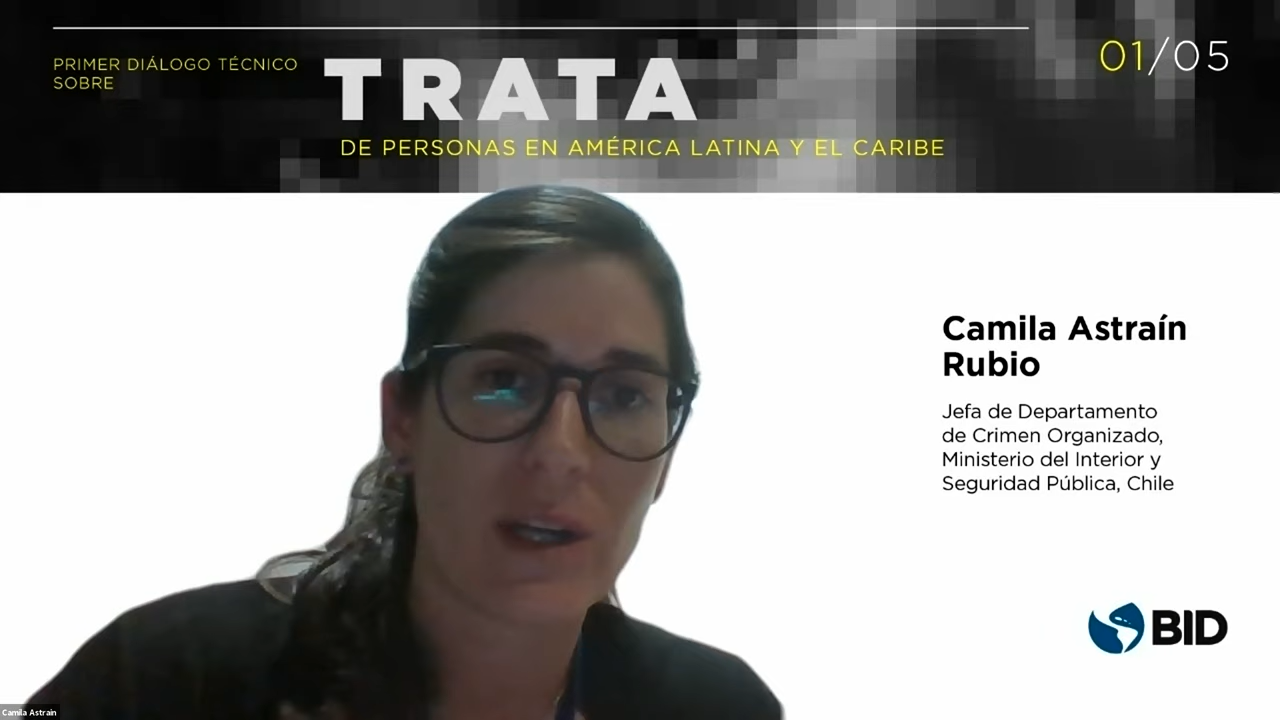 PRIMER DIÁLOGO TÉCNICO
SOBRE
TRATA
DE PERSONAS EN AMÉRICA LATINA Y EL CARIBE
01/05
Camila Astraín
Rubio
Jefa de Departamento
de Crimen Organizado,
Ministerio del Interior y
Seguridad Pública, Chile
BID
Camila Astraín